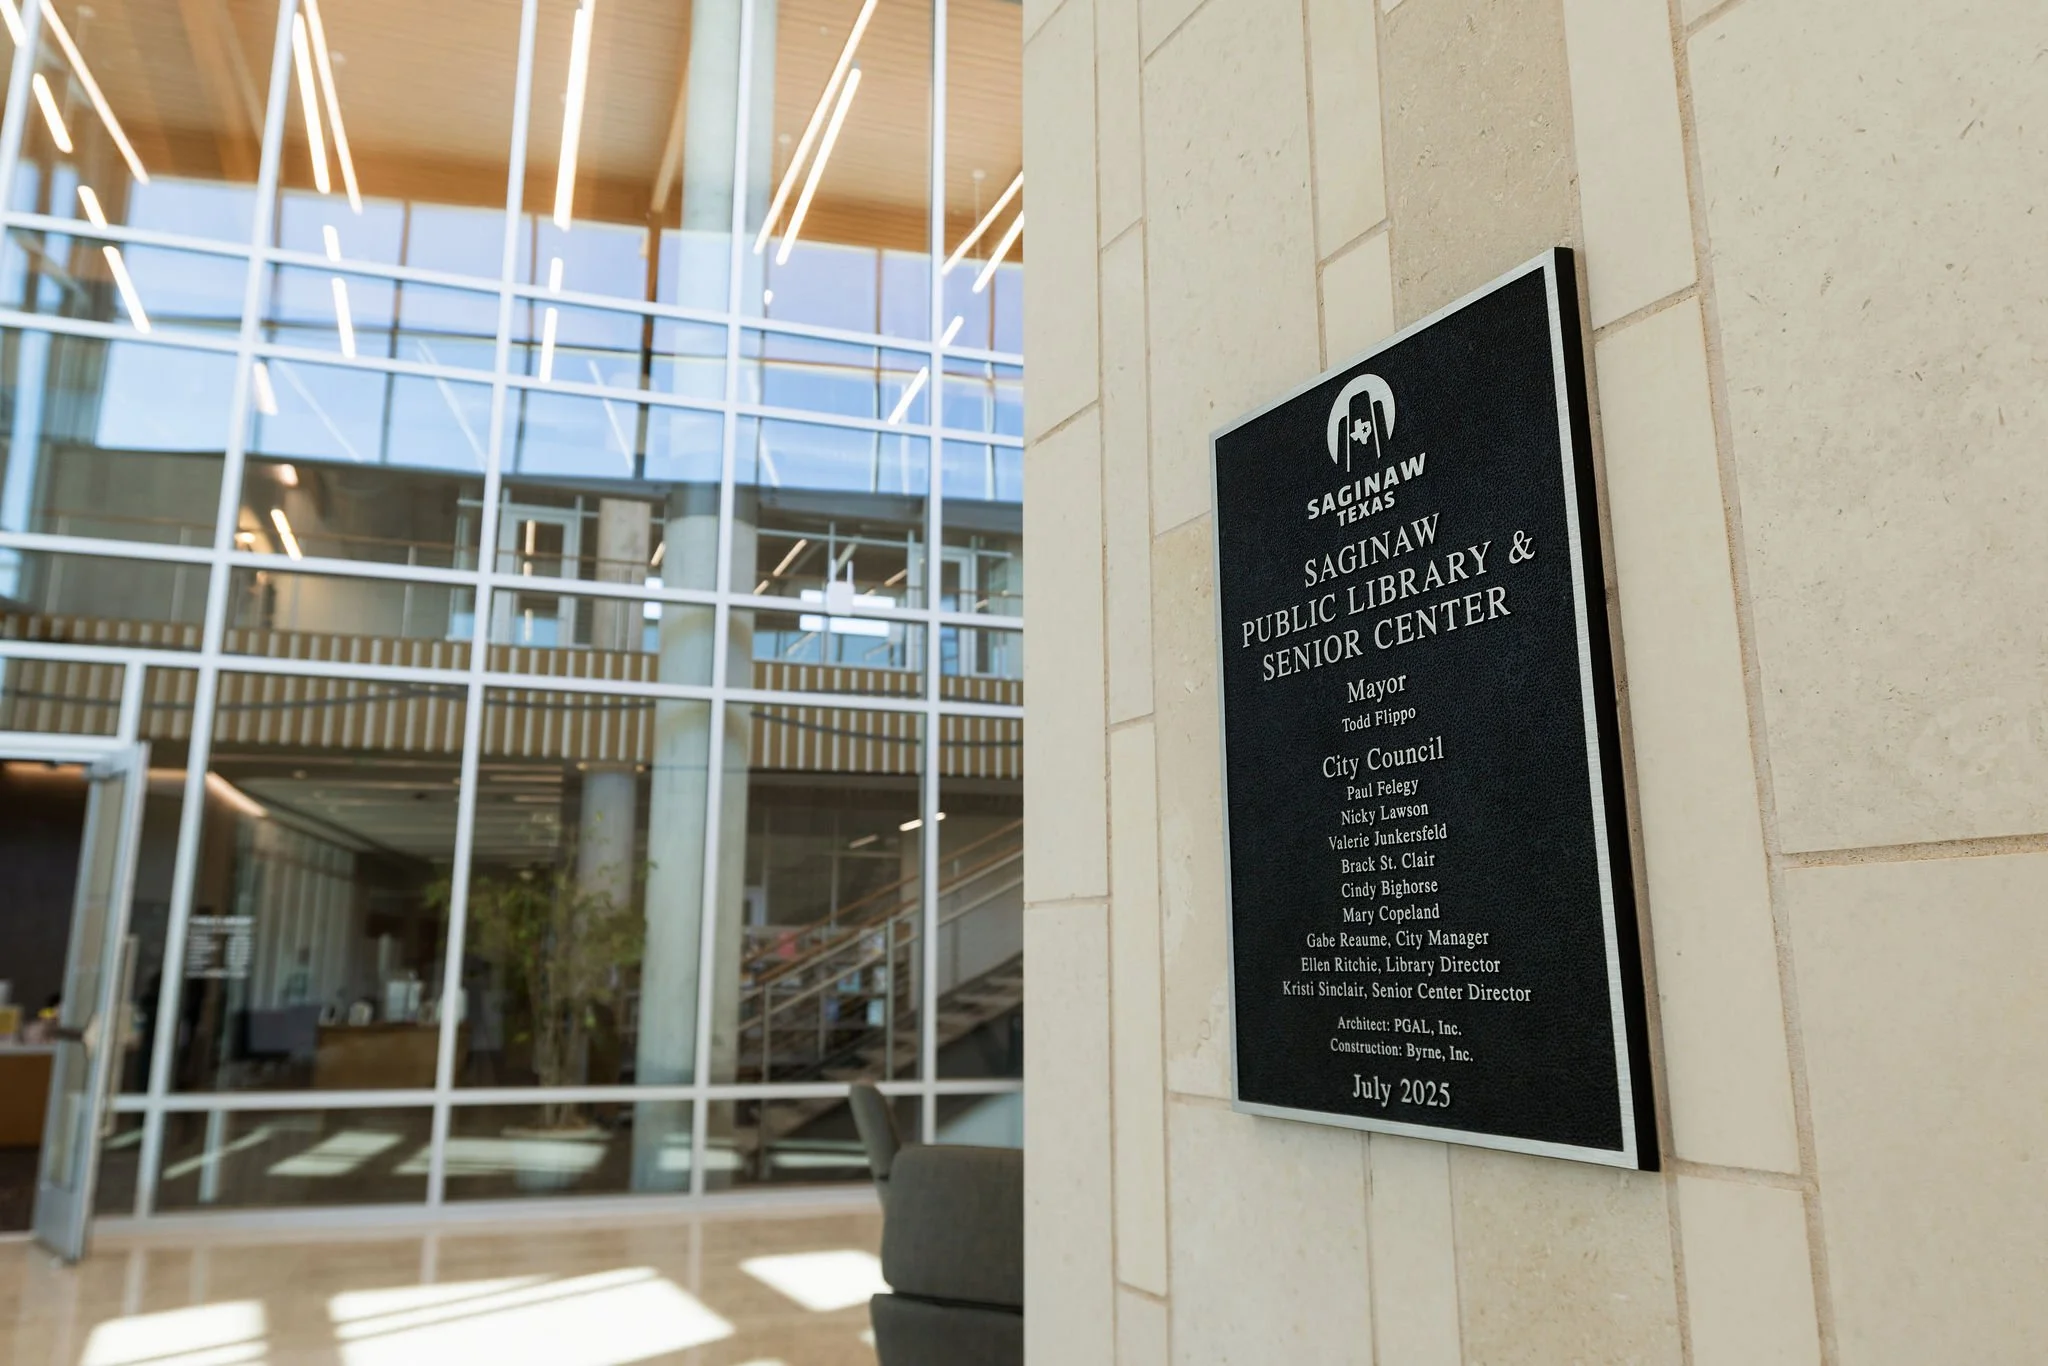 SAGINAW
TEXAS
SAGINAW
PUBLIC LIBRARY &
SENIOR CENTER
Mayor
Todd Flippo
City Council
Paul Felegy
Nicky Lawson
Valerie Junkersfeld
Brack St. Clair
Cindy Bighorse
Mary Copeland
Gabe Reaume, City Manager
Ellen Ritchie, Library Director
Kristi Sinclair, Senior Center Director
Architect: PGAL, Inc.
Construction: Byrne, Inc.
July 2025